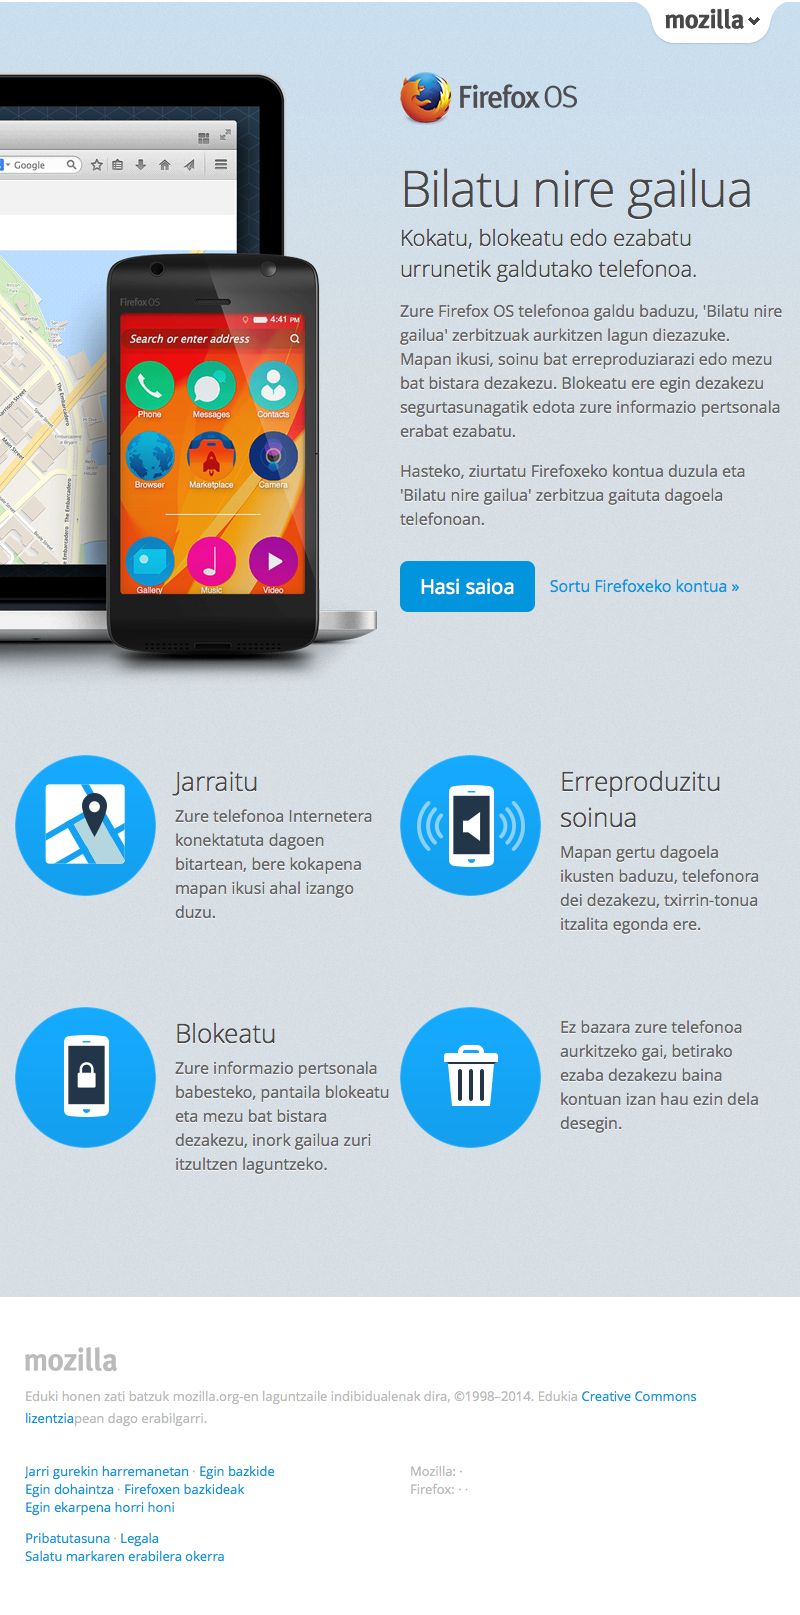 mozilla
Firefox OS
Bilatu nire gailua
Kokatu, blokeatu edo ezabatu
urrunetik galdutako telefonoa.
Zure Firefox OS telefonoa galdu baduzu, 'Bilatu nire
gailua' zerbitzuak aurkitzen lagun diezazuke.
Mapan ikusi, soinu bat erreproduziarazi edo mezu
bat bistara dezakezu. Blokeatu ere egin dezakezu
segurtasunagatik edota zure informazio pertsonala
erabat ezabatu.
Hasteko, ziurtatu Firefoxeko kontua duzula eta
'Bilatu nire gailua' zerbitzua gaituta dagoela
telefonoan.
Hasi saioa
Sortu Firefoxeko kontua »
Google
The Embarcadero
The Embarcadero
Firefox OS
4:41 PM
Search or enter address
Phone Messages Contacts
Browser Marketplace Camera
Gallery Music Video
Jarraitu
Zure telefonoa Internetera
konektatuta dagoen
bitartean, bere kokapena
mapan ikusi ahal izango
duzu.
Erreproduzitu
soinua
Mapan gertu dagoela
ikusten baduzu, telefonora
dei dezakezu, txirrin-tonua
itzalita egonda ere.
Blokeatu
Zure informazio pertsonala
babesteko, pantaila blokeatu
eta mezu bat bistara
dezakezu, inork gailua zuri
itzultzen laguntzeko.
Ez bazara zure telefonoa
aurkitzeko gai, betirako
ezaba dezakezu baina
kontuan izan hau ezin dela
desegin.
mozilla
Eduki honen zati batzuk mozilla.org-en laguntzaile indibidualenak dira, ©1998–2014. Edukia Creative Commons
lizentziapean dago erabilgarri.
Jarri gurekin harremanetan · Egin bazkide
Egin dohaintza · Firefoxen bazkideak
Egin ekarpena horri honi
Pribatutasuna · Legala
Salatu markaren erabilera okerra
Mozilla: ·
Firefox: · ·